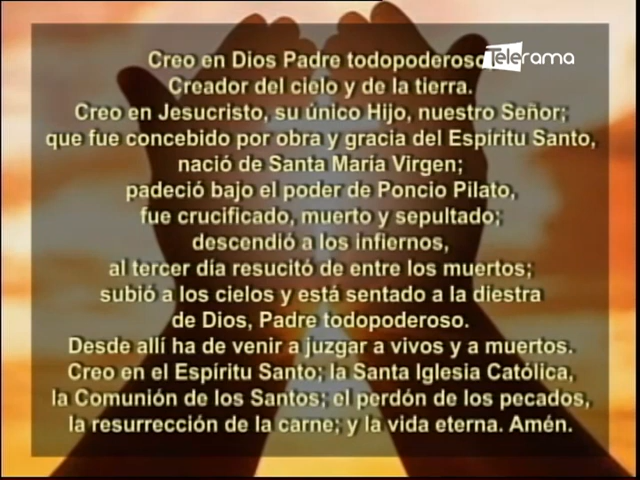 Creo en Dios Padre todopoderoso
Telerama
Creador del cielo y de la tierra.
Creo en Jesucristo, su único Hijo, nuestro Señor;
que fue concebido por obra y gracia del Espíritu Santo,
nació de Santa María Virgen;
padeció bajo el poder de Poncio Pilato,
fue crucificado, muerto y sepultado;
descendió a los infiernos,
al tercer día resucitó de entre los muertos;
subió a los cielos y está sentado a la diestra
de Dios, Padre todopoderoso.
Desde allí ha de venir a juzgar a vivos y a muertos.
Creo en el Espíritu Santo; la Santa Iglesia Católica,
la Comunión de los Santos; el perdón de los pecados,
la resurrección de la carne; y la vida eterna. Amén.